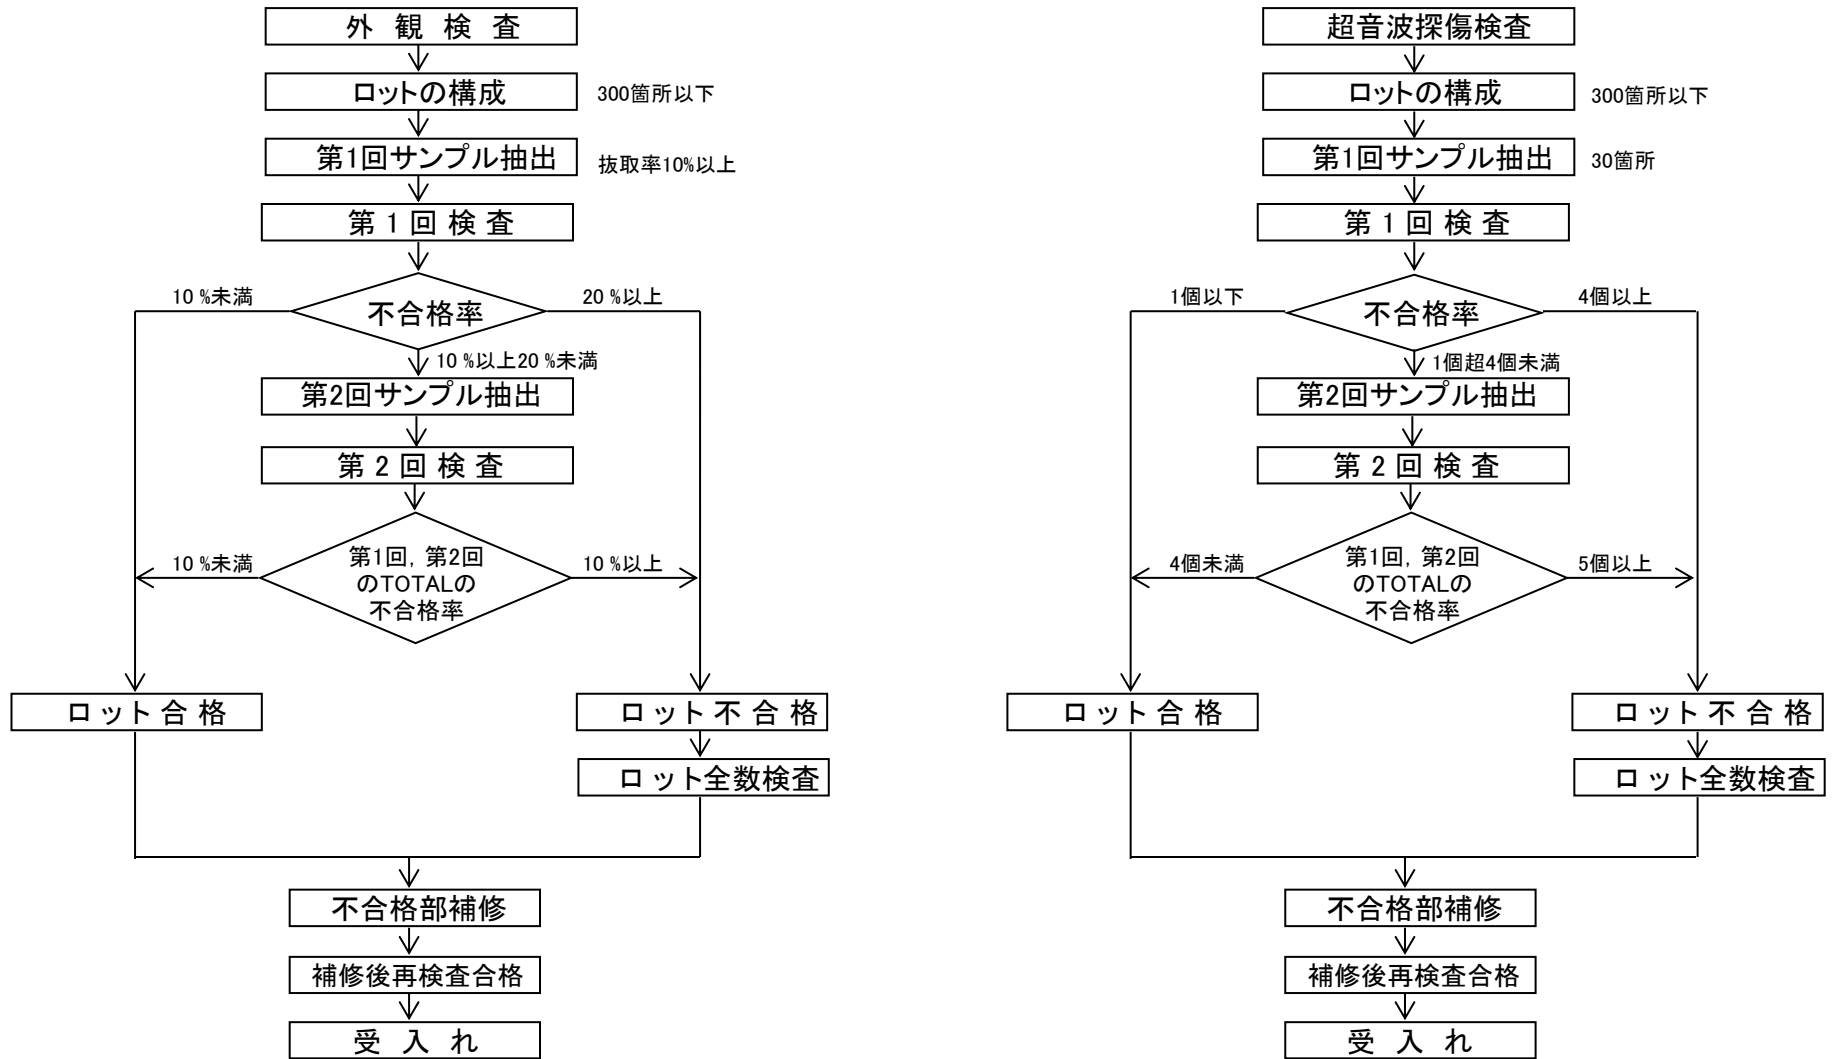 外観検査
ロットの構成
300箇所以下
第1回サンプル抽出
抜取率10%以上
第1回検査
不合格率
10%未満
20%以上
10%以上20%未満
第2回サンプル抽出
第2回検査
第1回，第2回
のTOTALの
不合格率
10%未満
10%以上
ロット合格
ロット不合格
ロット全数検査
不合格部補修
補修後再検査合格
受入れ
超音波探傷検査
ロットの構成
300箇所以下
第1回サンプル抽出
30箇所
第1回検査
不合格率
1個以下
4個以上
1個超4個未満
第2回サンプル抽出
第2回検査
第1回，第2回
のTOTALの
不合格率
4個未満
5個以上
ロット合格
ロット不合格
ロット全数検査
不合格部補修
補修後再検査合格
受入れ